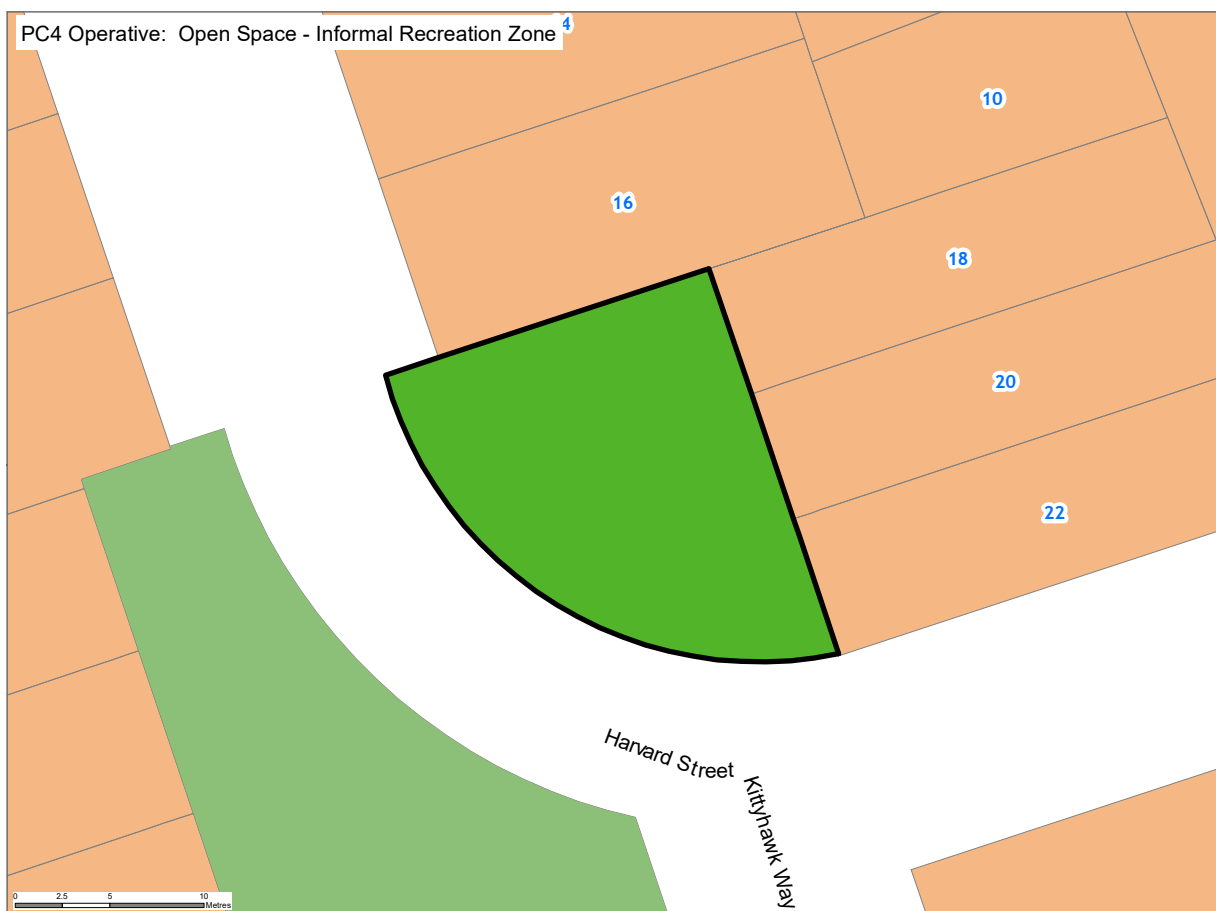 PC4 Operative: Open Space - Informal Recreation Zone
4
10
16
18
20
22
Harvard Street
Kittyhawk Way
0 2.5 5 10
Metres